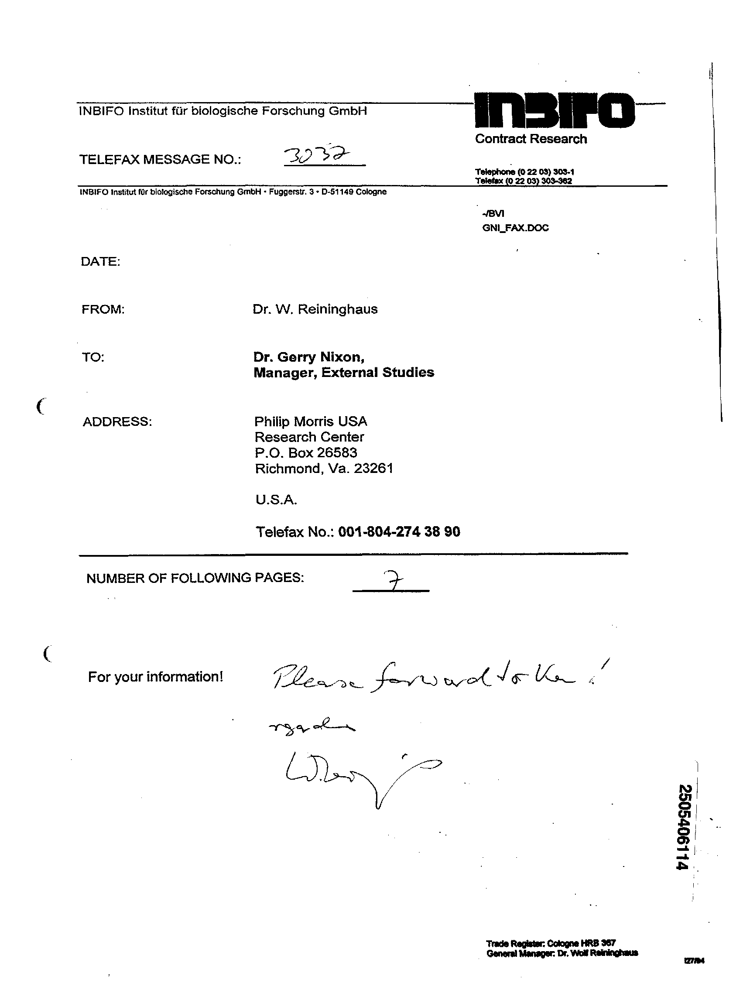 INBIFO Institut für biologische Forschung GmbH
INBIFO
Contract Research
TELEFAX MESSAGE NO.: 3032
Telephone (0 22 03) 303-1
Telefax (0 22 03) 303-362
INBIFO Institut für biologische Forschung GmbH • Fuggerstr. 3 • D-51149 Cologne
-/BVI
GNI_FAX.DOC
DATE:
FROM: Dr. W. Reininghaus
TO: Dr. Gerry Nixon,
Manager, External Studies
ADDRESS: Philip Morris USA
Research Center
P.O. Box 26583
Richmond, Va. 23261
U.S.A.
Telefax No.: 001-804-274 38 90
NUMBER OF FOLLOWING PAGES: 7
For your information! Please forward to Ken!
2505406114
Trade Register: Cologne HRB 367
General Manager: Dr. Wolf Reininghaus